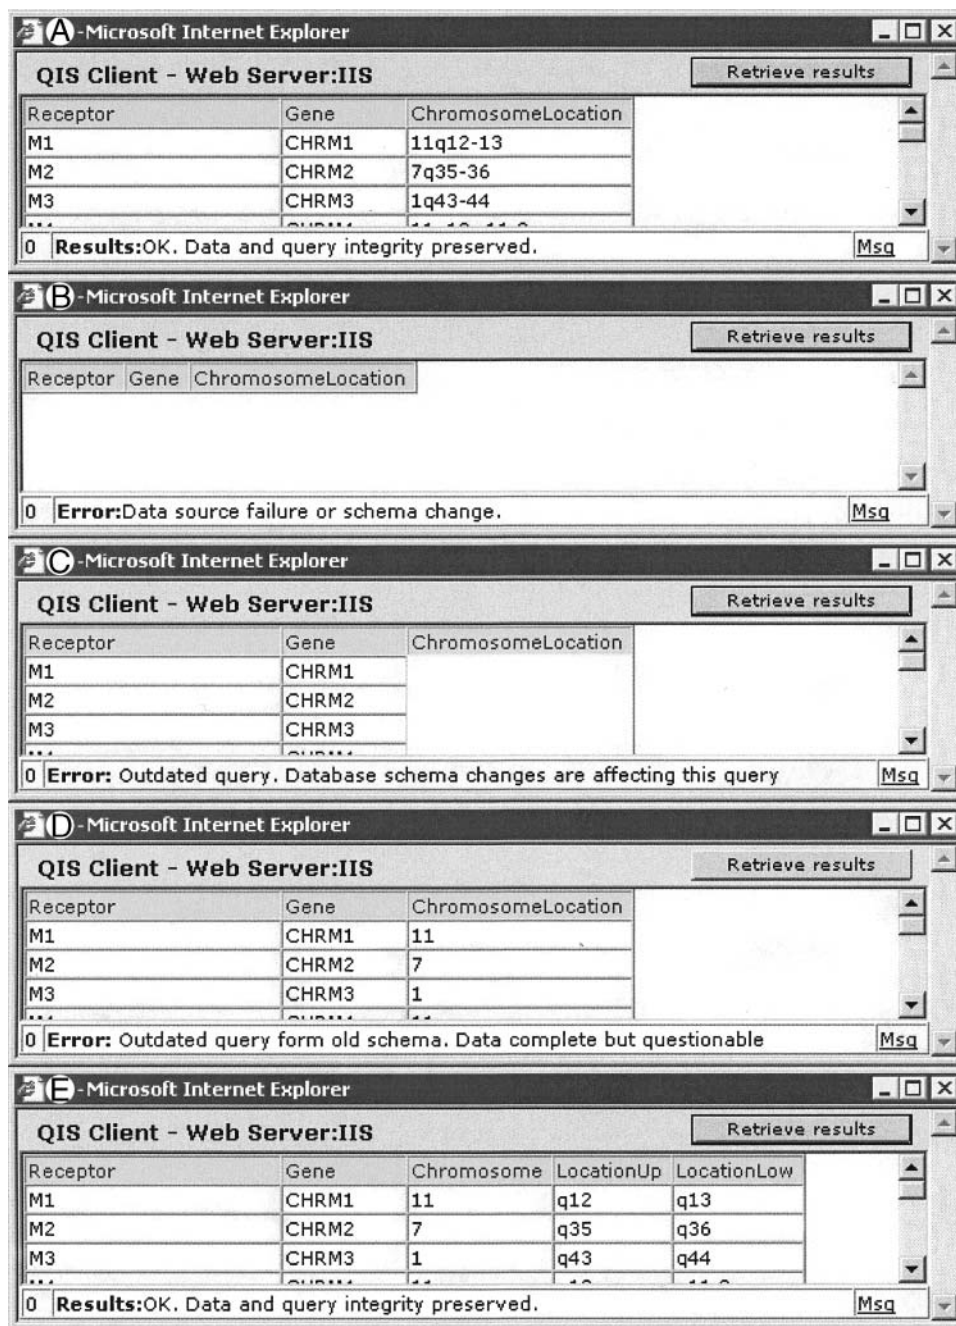 A -Microsoft Internet Explorer
QIS Client - Web Server:IIS Retrieve results
Receptor Gene ChromosomeLocation
M1 CHRM1 11q12-13
M2 CHRM2 7q35-36
M3 CHRM3 1q43-44
0 Results:OK. Data and query integrity preserved. Msg
B -Microsoft Internet Explorer
QIS Client - Web Server:IIS Retrieve results
Receptor Gene ChromosomeLocation
0 Error:Data source failure or schema change. Msg
C -Microsoft Internet Explorer
QIS Client - Web Server:IIS Retrieve results
Receptor Gene ChromosomeLocation
M1 CHRM1
M2 CHRM2
M3 CHRM3
0 Error: Outdated query. Database schema changes are affecting this query Msg
D -Microsoft Internet Explorer
QIS Client - Web Server:IIS Retrieve results
Receptor Gene ChromosomeLocation
M1 CHRM1 11
M2 CHRM2 7
M3 CHRM3 1
0 Error: Outdated query form old schema. Data complete but questionable Msg
E -Microsoft Internet Explorer
QIS Client - Web Server:IIS Retrieve results
Receptor Gene Chromosome LocationUp LocationLow
M1 CHRM1 11 q12 q13
M2 CHRM2 7 q35 q36
M3 CHRM3 1 q43 q44
0 Results:OK. Data and query integrity preserved. Msg